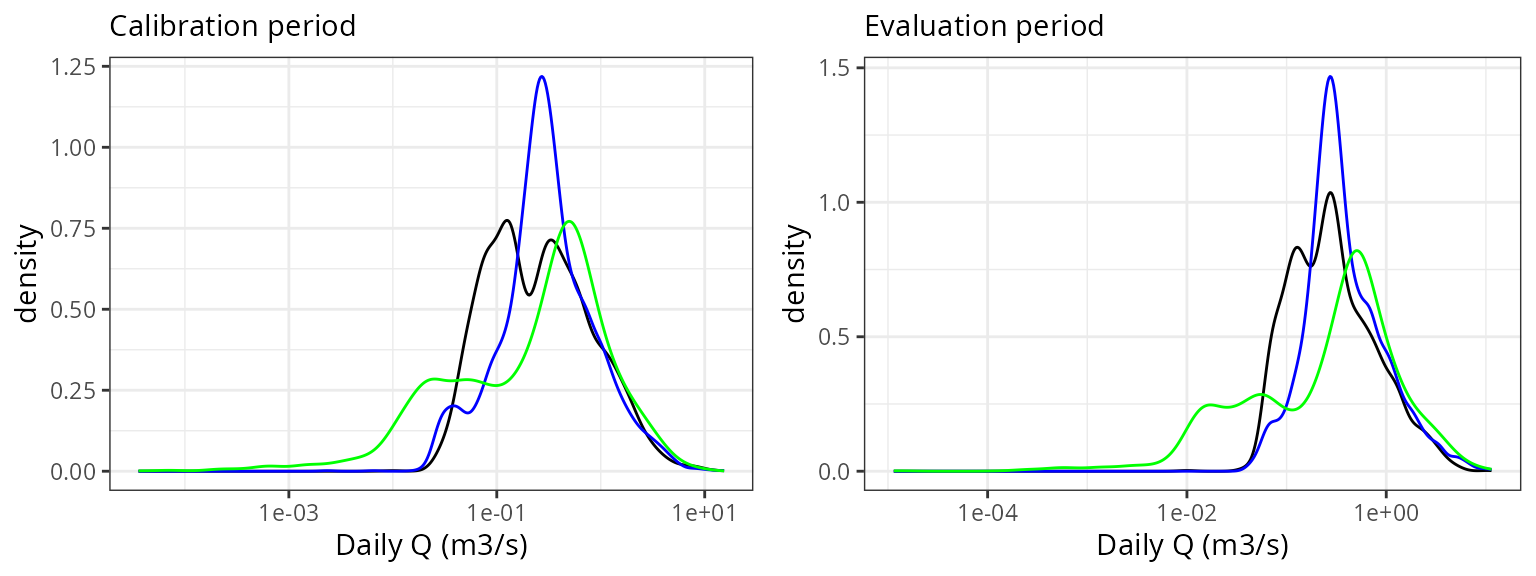 Calibration period
density
1.25
1.00
0.75
0.50
0.25
0.00
1e-03 1e-01 1e+01
Daily Q (m3/s)
Evaluation period
density
1.5
1.0
0.5
0.0
1e-04 1e-02 1e+00
Daily Q (m3/s)